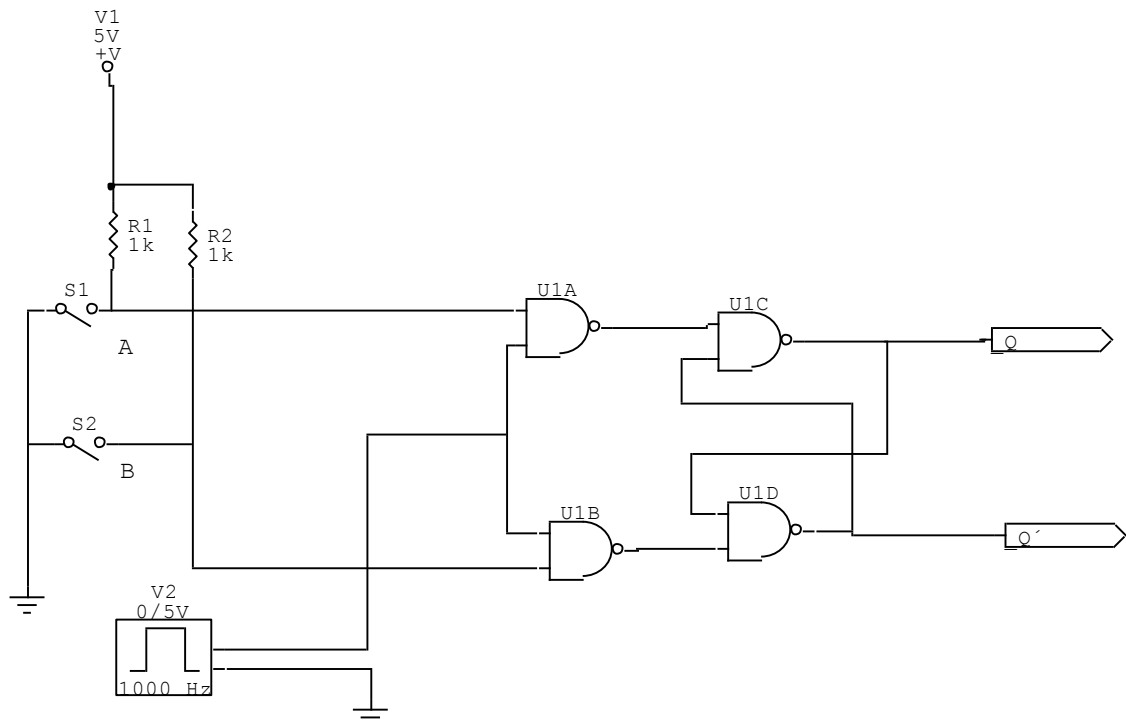 V1
5V
+V
R1
1k
R2
1k
S1
A
S2
B
U1A
U1C
Q
U1B
U1D
Q´
V2
0/5V
1000 Hz